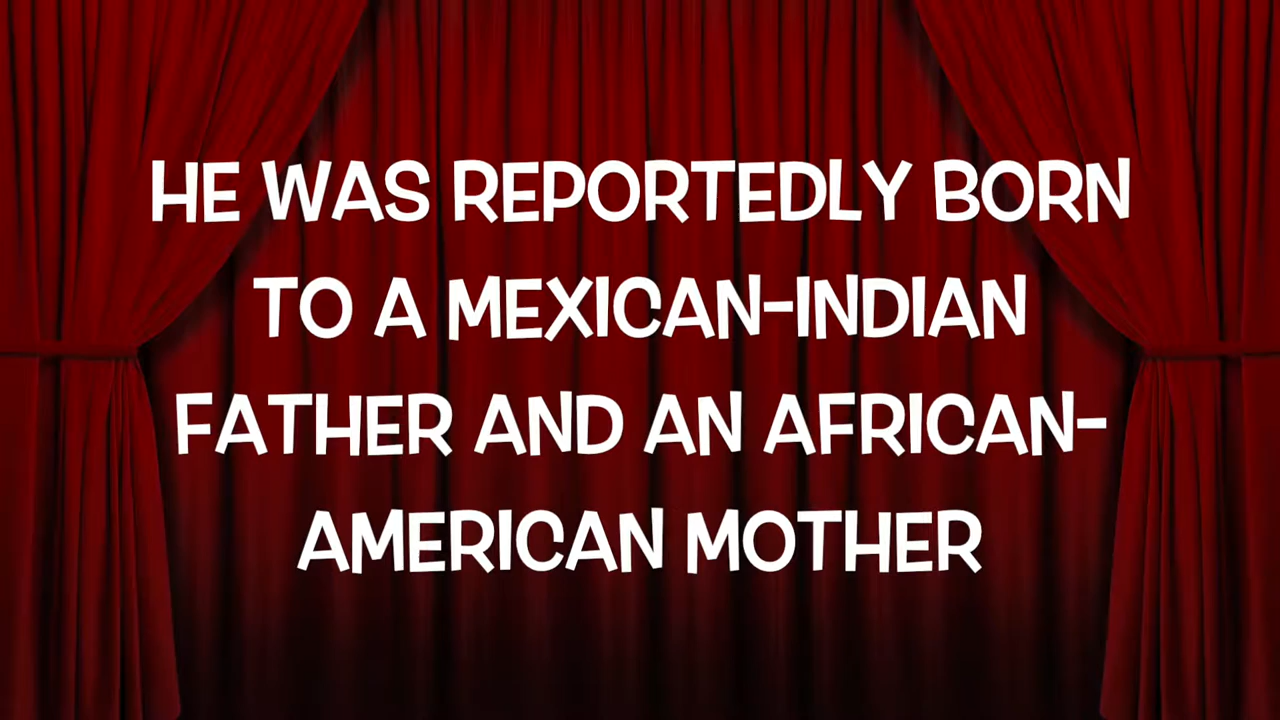 HE WAS REPORTEDLY BORN
TO A MEXICAN-INDIAN
FATHER AND AN AFRICAN-
AMERICAN MOTHER